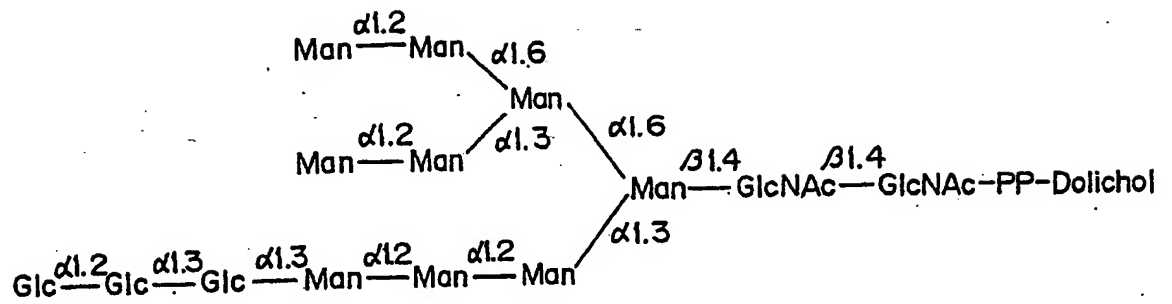 α1.2
Man—Man α1.6
Man
α1.2 α1.3 α1.6
Man—Man
β1.4 β1.4
Man—GlcNAc—GlcNAc-PP-Dolichol
α1.3
α1.2 α1.3 α1.3 α1.2 α1.2
Glc—Glc—Glc—Man—Man—Man